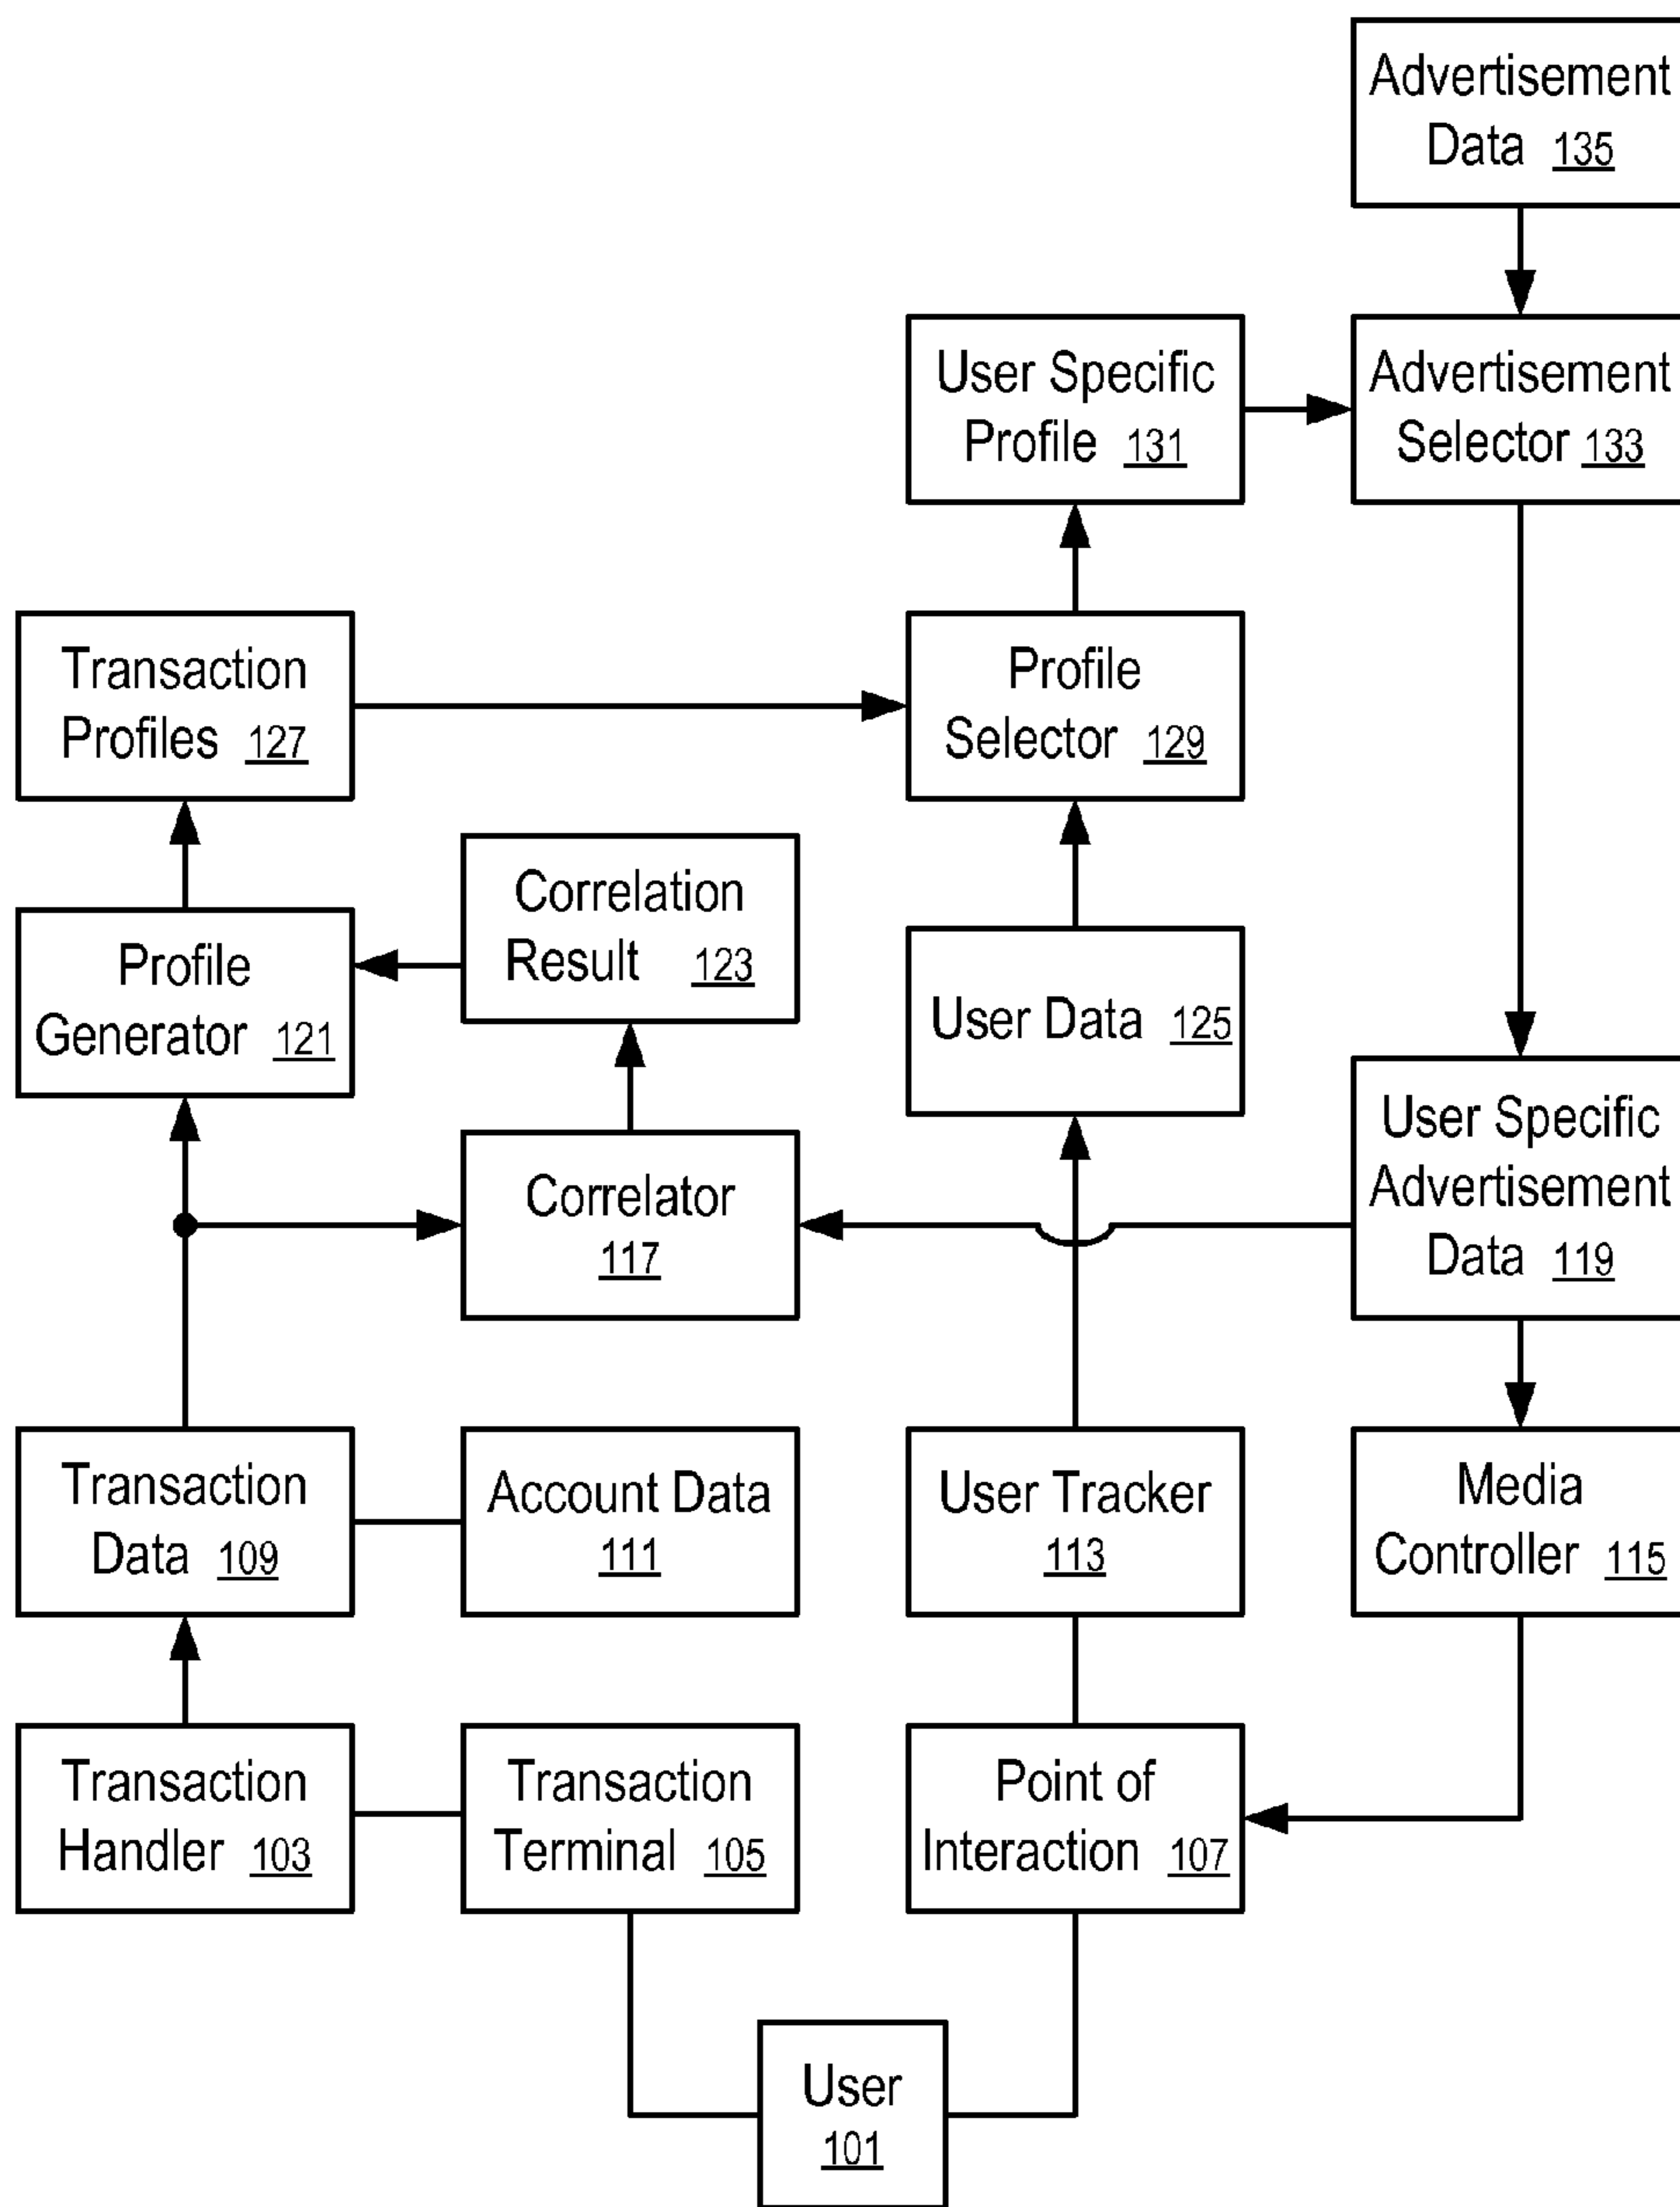 Advertisement
Data 135
User Specific
Profile 131
Advertisement
Selector 133
Transaction
Profiles 127
Profile
Selector 129
Correlation
Result 123
Profile
Generator 121
User Data 125
User Specific
Advertisement
Data 119
Correlator
117
Transaction
Data 109
Account Data
111
User Tracker
113
Media
Controller 115
Transaction
Handler 103
Transaction
Terminal 105
Point of
Interaction 107
User
101